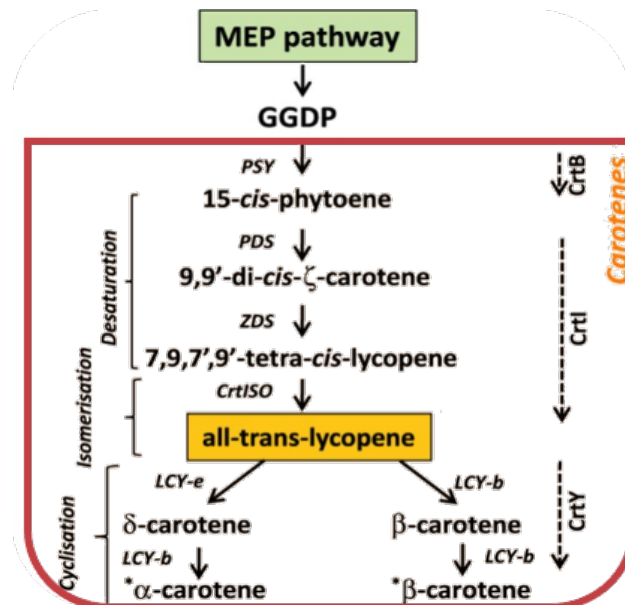 MEP pathway
GGDP
PSY
CrtB
15-cis-phytoene
Carotenes
Desaturation
PDS
9,9'-di-cis-ζ-carotene
ZDS
CrtI
7,9,7',9'-tetra-cis-lycopene
Isomerisation
CrtISO
all-trans-lycopene
LCY-e
LCY-b
Cyclisation
δ-carotene
β-carotene
CrtY
LCY-b
LCY-b
*α-carotene
*β-carotene